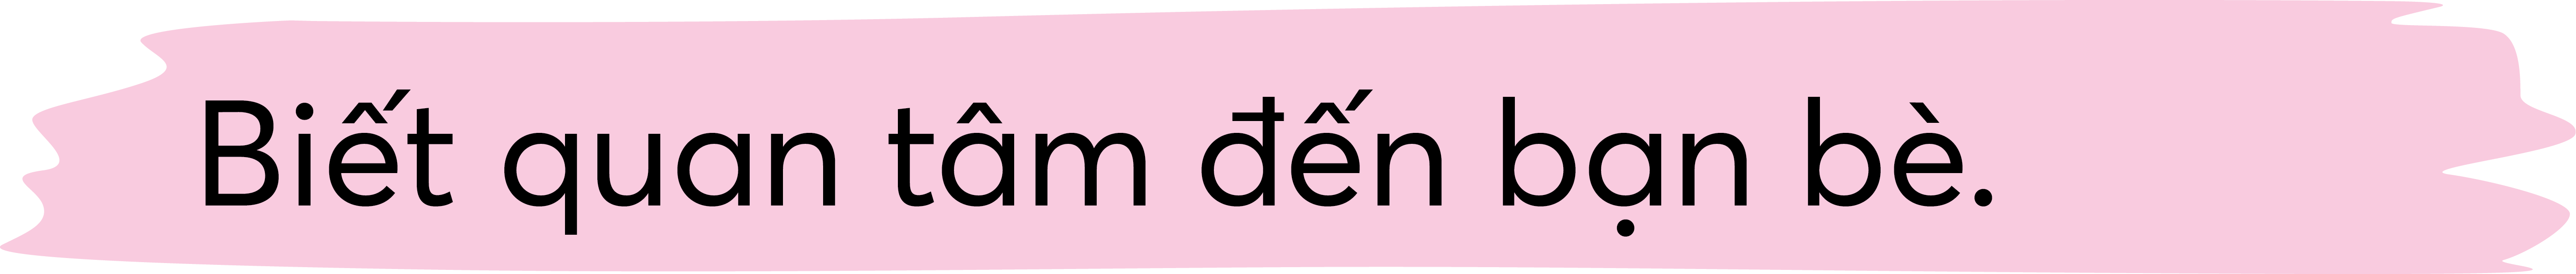 Biết quan tâm đến bạn bè.